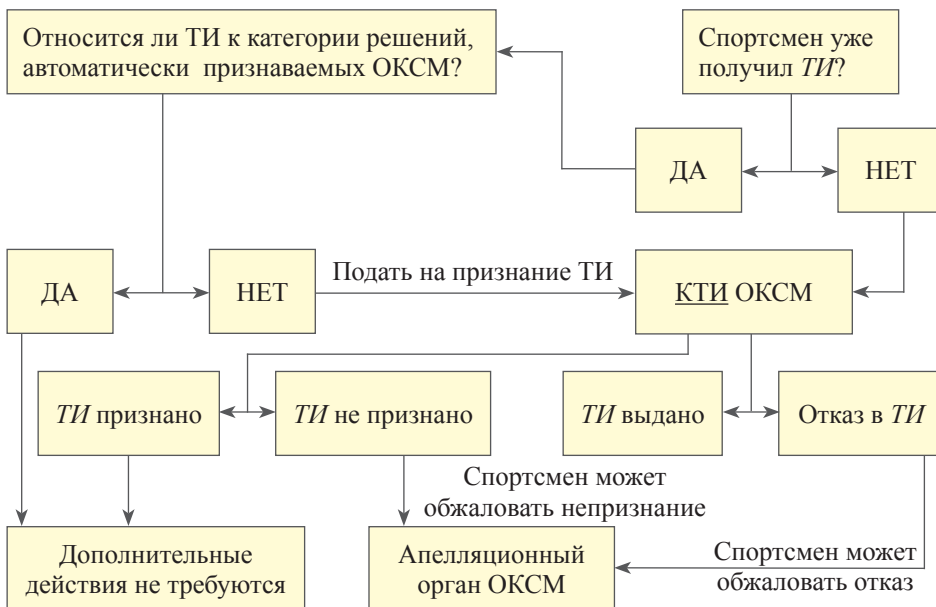 Относится ли ТИ к категории решений,
автоматически признаваемых ОКСМ?
Спортсмен уже
получил ТИ?
ДА
НЕТ
ДА
НЕТ
Подать на признание ТИ
КТИ ОКСМ
ТИ признано
ТИ не признано
ТИ выдано
Отказ в ТИ
Спортсмен может
обжаловать непризнание
Дополнительные
действия не требуются
Апелляционный
орган ОКСМ
Спортсмен может
обжаловать отказ